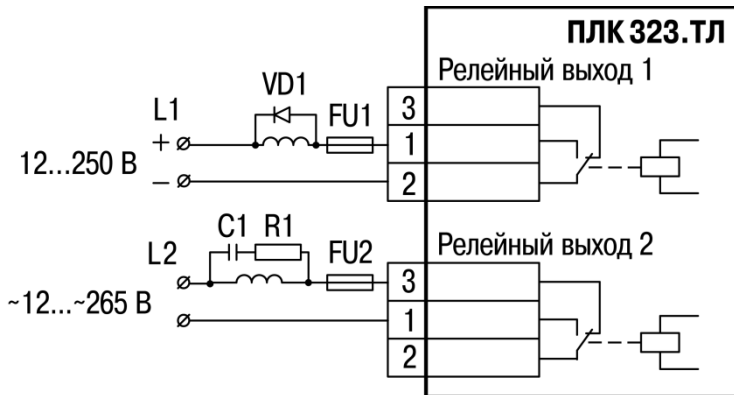 ПЛК 323.ТЛ
Релейный выход 1
VD1
L1
FU1
3
+
1
12...250 В
–
2
C1 R1
Релейный выход 2
L2
FU2
3
~12...~265 В
1
2